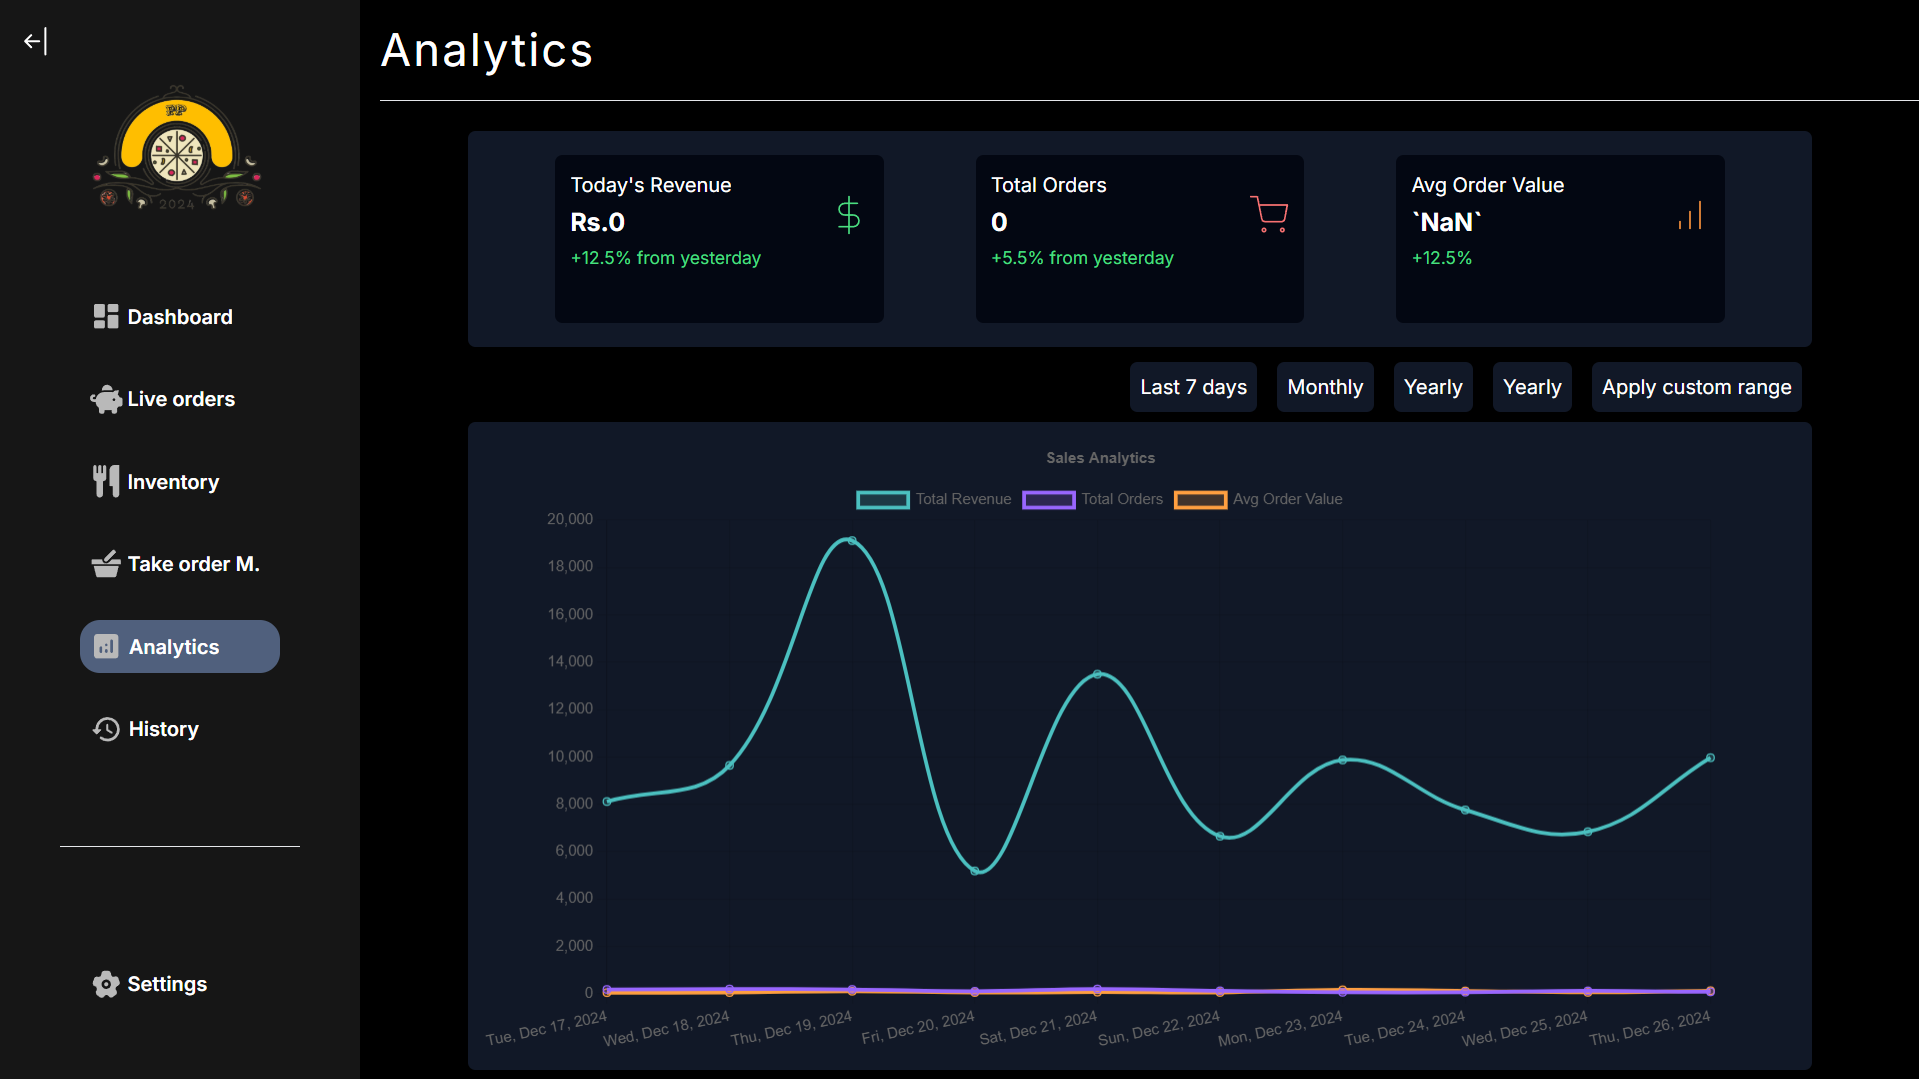 Analytics
PP
2024
Dashboard
Live orders
Inventory
Take order M.
Analytics
History
Settings
Today's Revenue
Rs.0
+12.5% from yesterday
Total Orders
0
+5.5% from yesterday
Avg Order Value
`NaN`
+12.5%
Last 7 days Monthly Yearly Yearly Apply custom range
Sales Analytics
Total Revenue Total Orders Avg Order Value
20,000
18,000
16,000
14,000
12,000
10,000
8,000
6,000
4,000
2,000
0
Tue, Dec 17, 2024 Wed, Dec 18, 2024 Thu, Dec 19, 2024 Fri, Dec 20, 2024 Sat, Dec 21, 2024 Sun, Dec 22, 2024 Mon, Dec 23, 2024 Tue, Dec 24, 2024 Wed, Dec 25, 2024 Thu, Dec 26, 2024